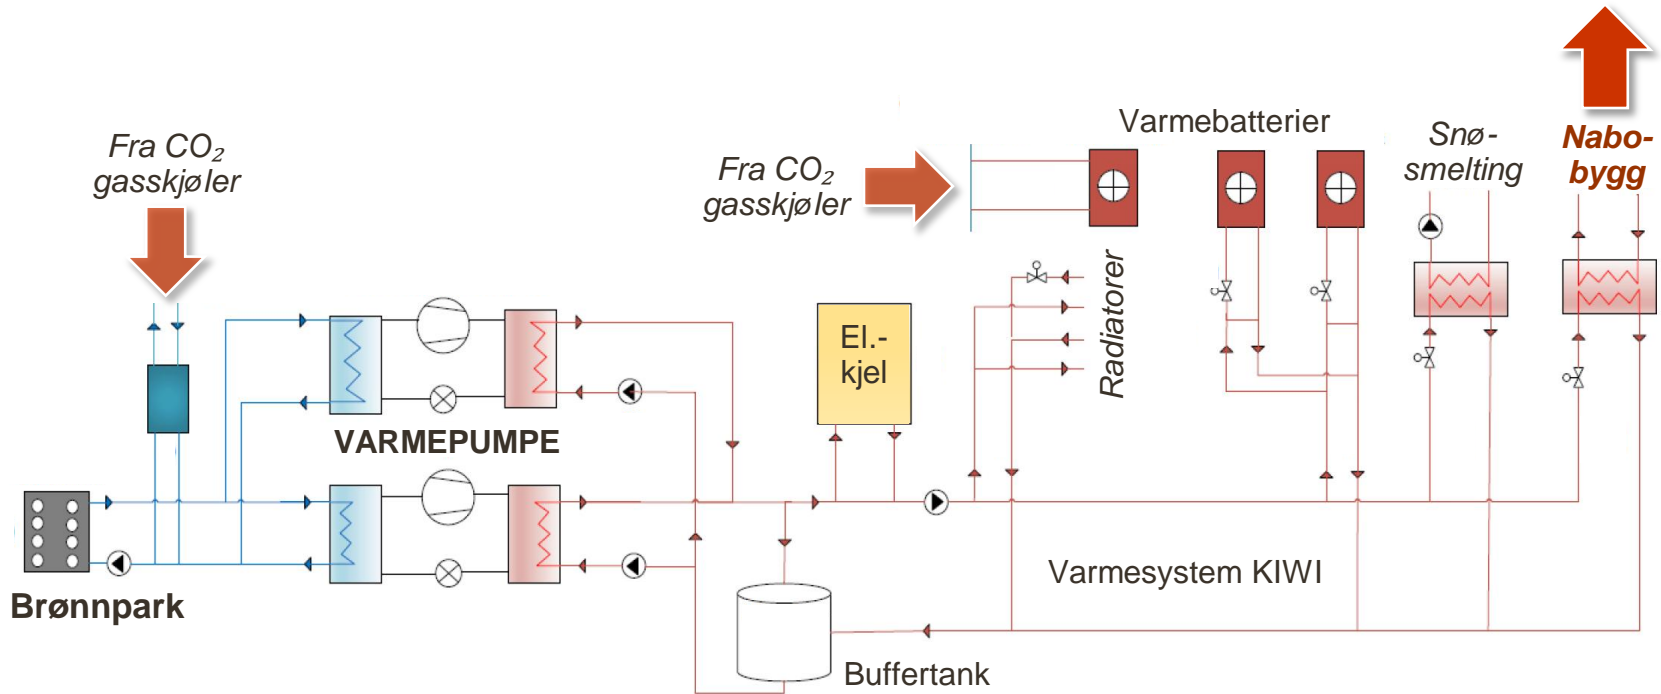 Fra CO₂
gasskjøler
Fra CO₂
gasskjøler
Varmebatterier
Snø-
smelting
Nabo-
bygg
Radiatorer
El.-
kjel
VARMEPUMPE
Brønnpark
Varmesystem KIWI
Buffertank